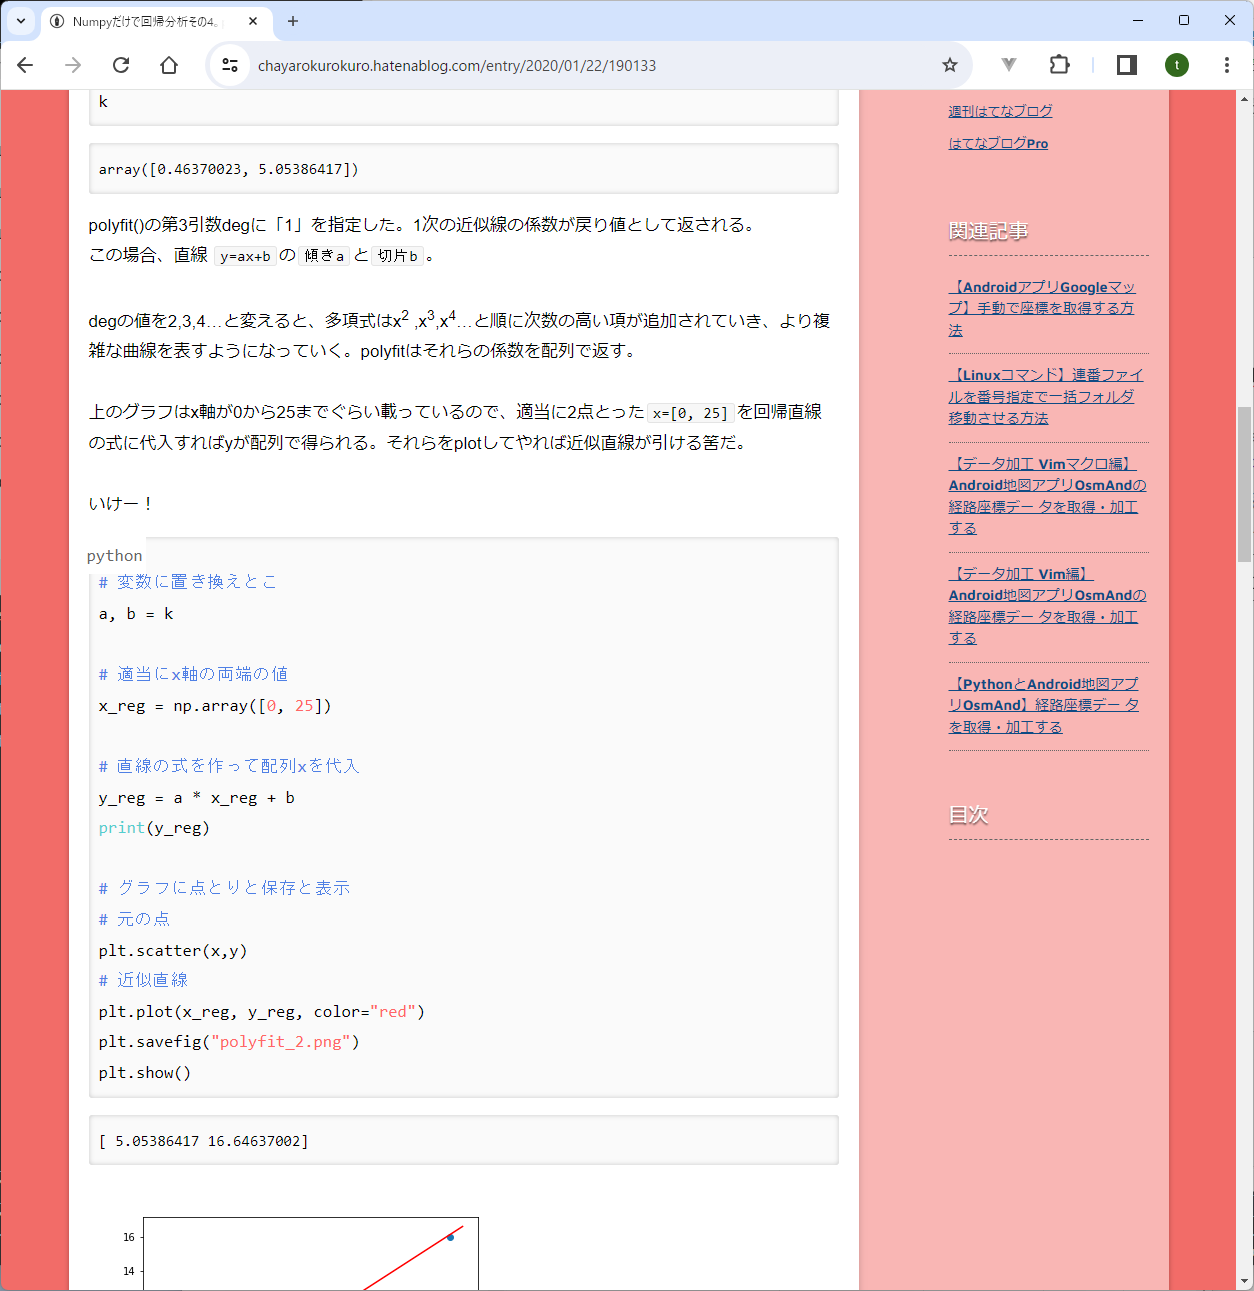 Numpyだけで回帰分析その4。
chayarokurokuro.hatenablog.com/entry/2020/01/22/190133
t
k
array([0.46370023, 5.05386417])
polyfit()の第3引数degに「1」を指定した。1次の近似線の係数が戻り値として返される。
この場合、直線 y=ax+b の 傾きa と 切片b 。
degの値を2,3,4…と変えると、多項式はx² ,x³,x⁴…と順に次数の高い項が追加されていき、より複
雑な曲線を表すようになっていく。polyfitはそれらの係数を配列で返す。
上のグラフはx軸が0から25までぐらい載っているので、適当に2点とった x=[0, 25] を回帰直線
の式に代入すればyが配列で得られる。それらをplotしてやれば近似直線が引ける筈だ。
いけー！
python
# 変数に置き換えとこ
a, b = k
# 適当にx軸の両端の値
x_reg = np.array([0, 25])
# 直線の式を作って配列xを代入
y_reg = a * x_reg + b
print(y_reg)
# グラフに点とりと保存と表示
# 元の点
plt.scatter(x,y)
# 近似直線
plt.plot(x_reg, y_reg, color="red")
plt.savefig("polyfit_2.png")
plt.show()
[ 5.05386417 16.64637002]
16
14
週刊はてなブログ
はてなブログPro
関連記事
【AndroidアプリGoogleマッ
プ】手動で座標を取得する方
法
【Linuxコマンド】連番ファイ
ルを番号指定で一括フォルダ
移動させる方法
【データ加工 Vimマクロ編】
Android地図アプリOsmAndの
経路座標デー タを取得・加工
する
【データ加工 Vim編】
Android地図アプリOsmAndの
経路座標デー タを取得・加工
する
【PythonとAndroid地図アプ
リOsmAnd】経路座標デー タ
を取得・加工する
目次